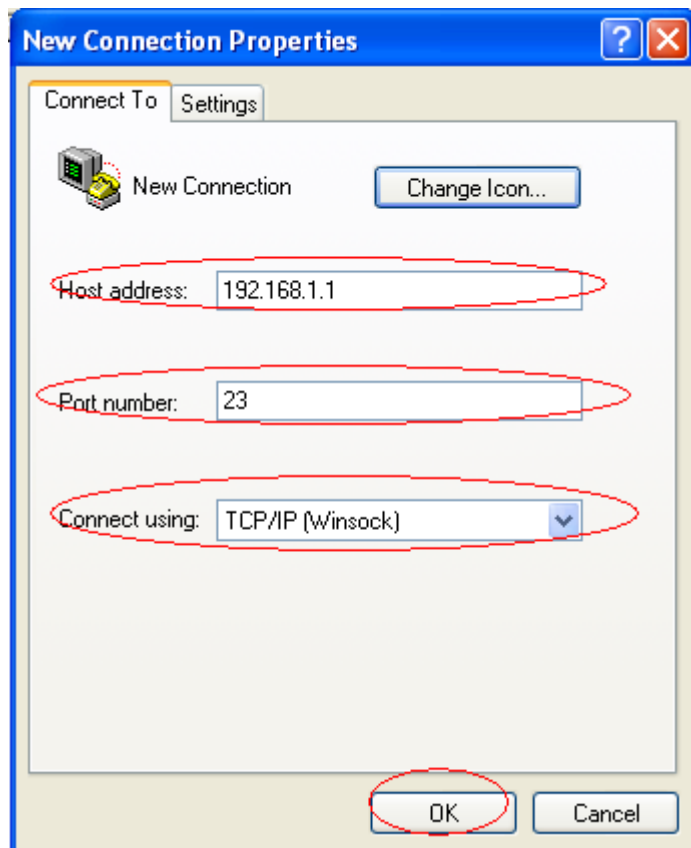 New Connection Properties
Connect To Settings
New Connection Change Icon...
Host address: 192.168.1.1
Port number: 23
Connect using: TCP/IP (Winsock)
OK Cancel